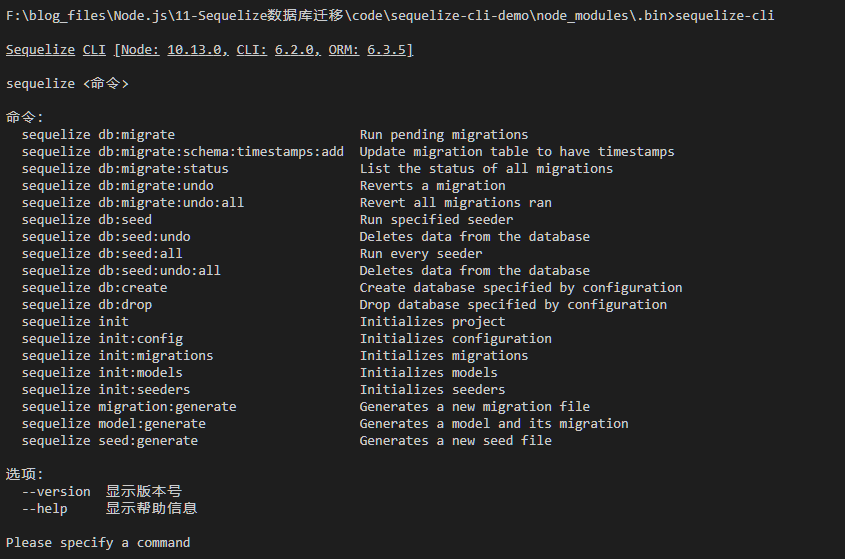 F:\blog_files\Node.js\11-Sequelize数据库迁移\code\sequelize-cli-demo\node_modules\.bin>sequelize-cli
Sequelize CLI [Node: 10.13.0, CLI: 6.2.0, ORM: 6.3.5]
sequelize <命令>
命令:
sequelize db:migrate Run pending migrations
sequelize db:migrate:schema:timestamps:add Update migration table to have timestamps
sequelize db:migrate:status List the status of all migrations
sequelize db:migrate:undo Reverts a migration
sequelize db:migrate:undo:all Revert all migrations ran
sequelize db:seed Run specified seeder
sequelize db:seed:undo Deletes data from the database
sequelize db:seed:all Run every seeder
sequelize db:seed:undo:all Deletes data from the database
sequelize db:create Create database specified by configuration
sequelize db:drop Drop database specified by configuration
sequelize init Initializes project
sequelize init:config Initializes configuration
sequelize init:migrations Initializes migrations
sequelize init:models Initializes models
sequelize init:seeders Initializes seeders
sequelize migration:generate Generates a new migration file
sequelize model:generate Generates a model and its migration
sequelize seed:generate Generates a new seed file
选项:
--version 显示版本号
--help 显示帮助信息
Please specify a command